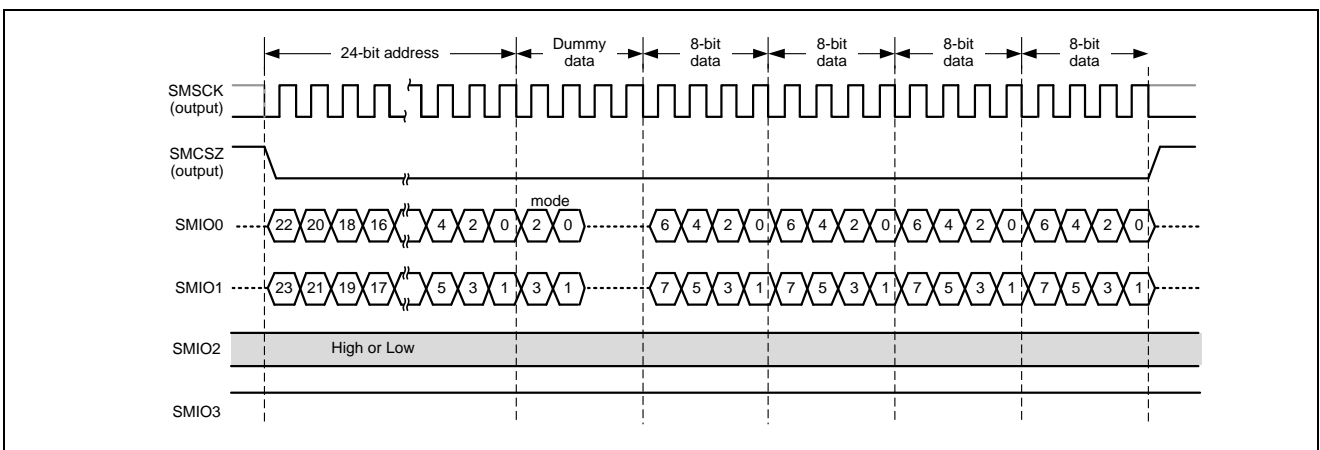 24-bit address
Dummy
data
8-bit
data
8-bit
data
8-bit
data
8-bit
data
SMSCK
(output)
SMCSZ
(output)
mode
SMIO0 22 20 18 16 4 2 0 2 0 6 4 2 0 6 4 2 0 6 4 2 0 6 4 2 0
SMIO1 23 21 19 17 5 3 1 3 1 7 5 3 1 7 5 3 1 7 5 3 1 7 5 3 1
SMIO2 High or Low
SMIO3